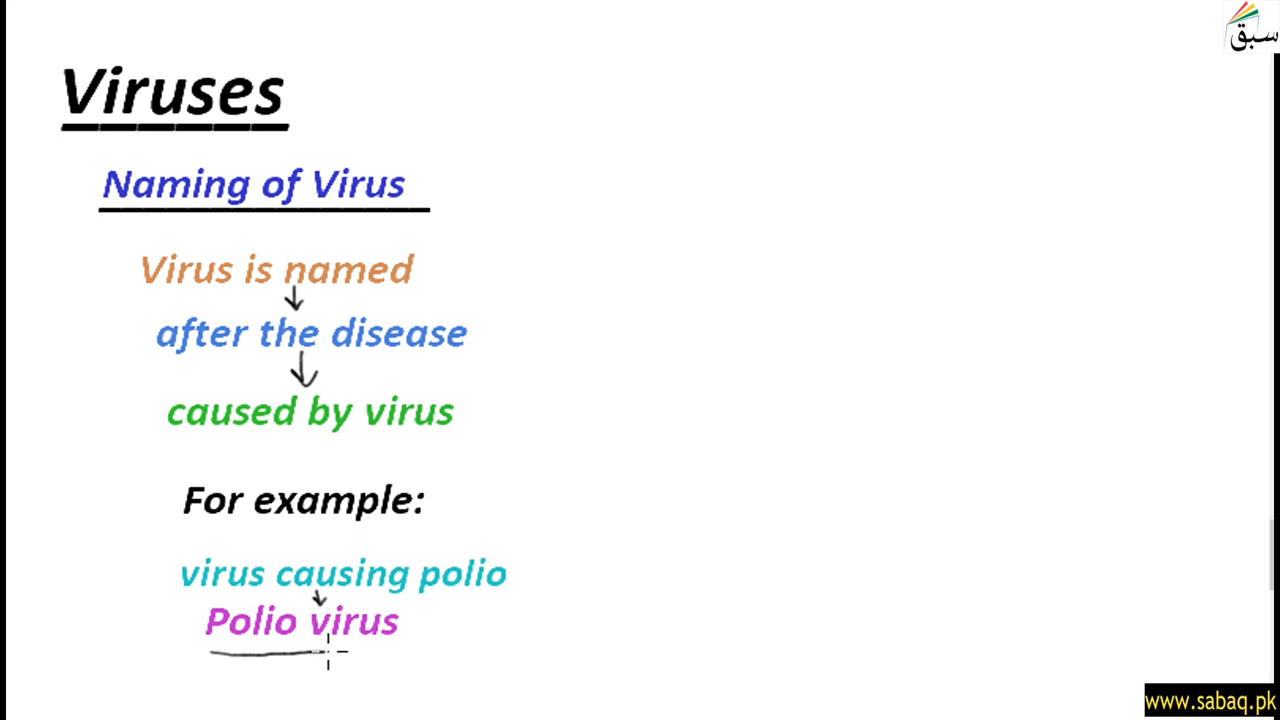 سبق
Viruses
Naming of Virus
Virus is named
after the disease
caused by virus
For example:
virus causing polio
Polio virus
www.sabaq.pk